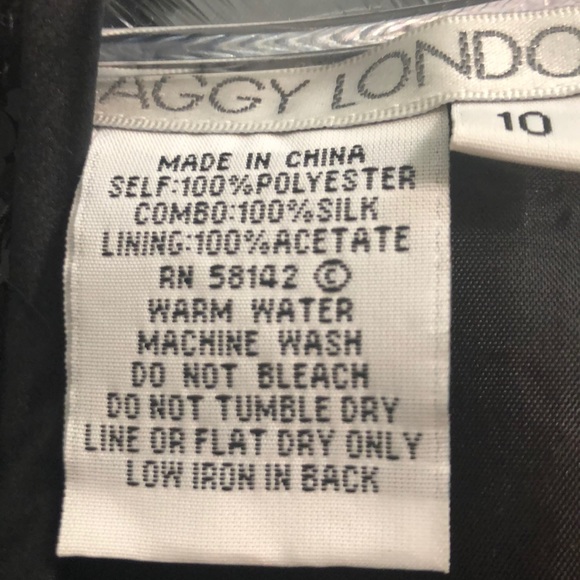 AGGY LONDO
10
MADE IN CHINA
SELF:100%POLYESTER
COMBO:100%SILK
LINING:100%ACETATE
RN 58142 ©
WARM WATER
MACHINE WASH
DO NOT BLEACH
DO NOT TUMBLE DRY
LINE OR FLAT DRY ONLY
LOW IRON IN BACK